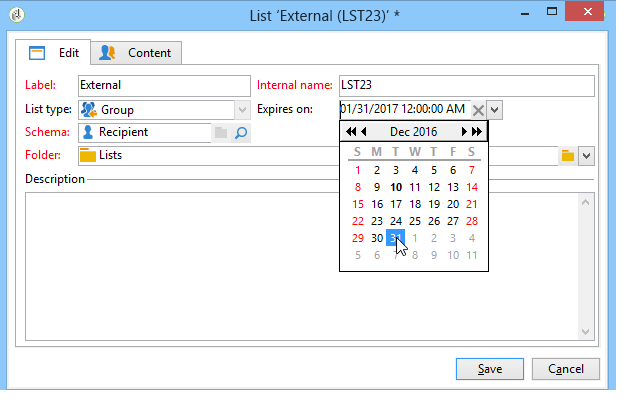 List ‘External (LST23)’ *
Edit
Content
Label: External Internal name: LST23
List type: Group Expires on: 01/31/2017 12:00:00 AM
Schema: Recipient
Dec 2016
Folder: Lists
S M T W T F S
1 2 3 4 5 6 7
8 9 10 11 12 13 14
15 16 17 18 19 20 21
22 23 24 25 26 27 28
29 30 31 1 2 3 4
5 6 7 8 9 10 11
Description
Save Cancel